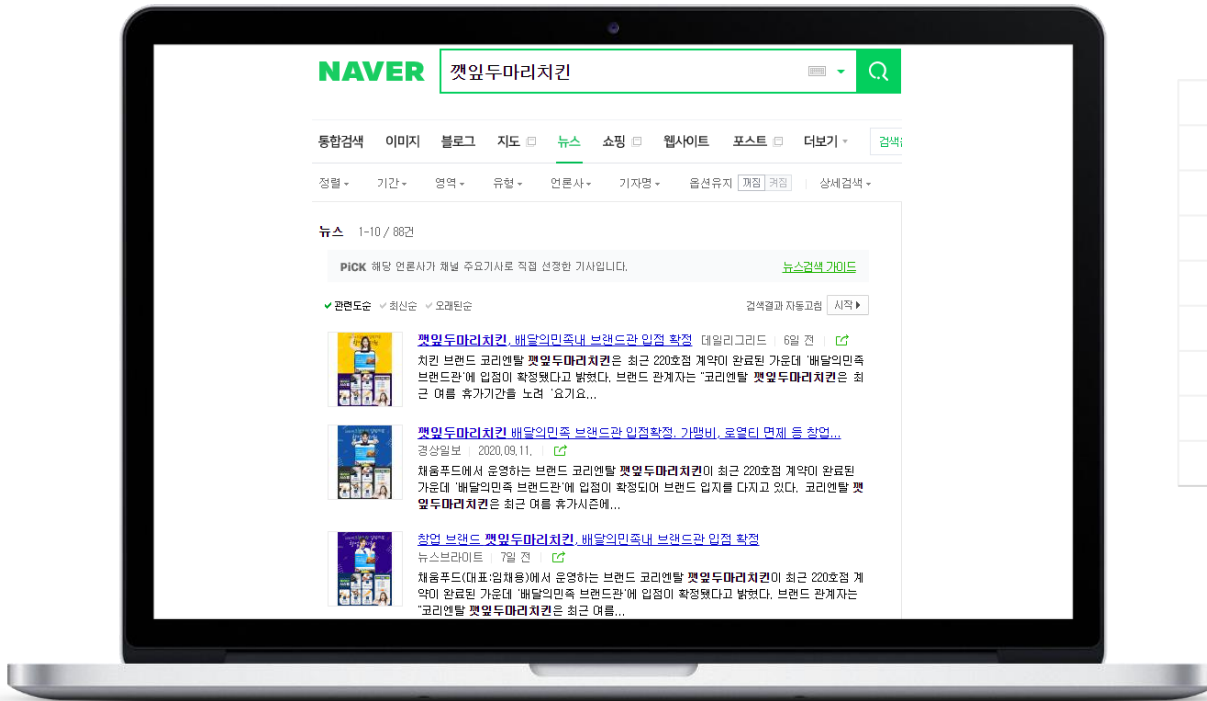 NAVER 깻잎두마리치킨
통합검색 이미지 블로그 지도 뉴스 쇼핑 웹사이트 포스트 더보기
정렬 기간 영역 유형 언론사 기자명 옵션유지 꺼짐 켜짐 상세검색
뉴스 1-10 / 88건
PiCK 해당 언론사가 채널 주요기사로 직접 선정한 기사입니다. 뉴스검색 가이드
관련도순 최신순 오래된순 검색결과 자동고침 시작
깻잎두마리치킨, 배달의민족내 브랜드관 입점 확정 데일리그리드 6일 전
치킨 브랜드 코리엔탈 깻잎두마리치킨은 최근 220호점 계약이 완료된 가운데 '배달의민족
브랜드관'에 입점이 확정됐다고 밝혔다. 브랜드 관계자는 "코리엔탈 깻잎두마리치킨은 최
근 여름 휴가기간을 노려 '요기요...
깻잎두마리치킨 배달의민족 브랜드관 입점확정. 가맹비, 로열티 면제 등 창업...
경상일보 2020.09.11.
채움푸드에서 운영하는 브랜드 코리엔탈 깻잎두마리치킨이 최근 220호점 계약이 완료된
가운데 '배달의민족 브랜드관'에 입점이 확정되어 브랜드 입지를 다지고 있다. 코리엔탈 깻
잎두마리치킨은 최근 여름 휴가시즌에...
창업 브랜드 깻잎두마리치킨, 배달의민족내 브랜드관 입점 확정
뉴스브라이트 7일 전
채움푸드(대표:임채용)에서 운영하는 브랜드 코리엔탈 깻잎두마리치킨이 최근 220호점 계
약이 완료된 가운데 '배달의민족 브랜드관'에 입점이 확정됐다고 밝혔다. 브랜드 관계자는
"코리엔탈 깻잎두마리치킨은 최근 여름...